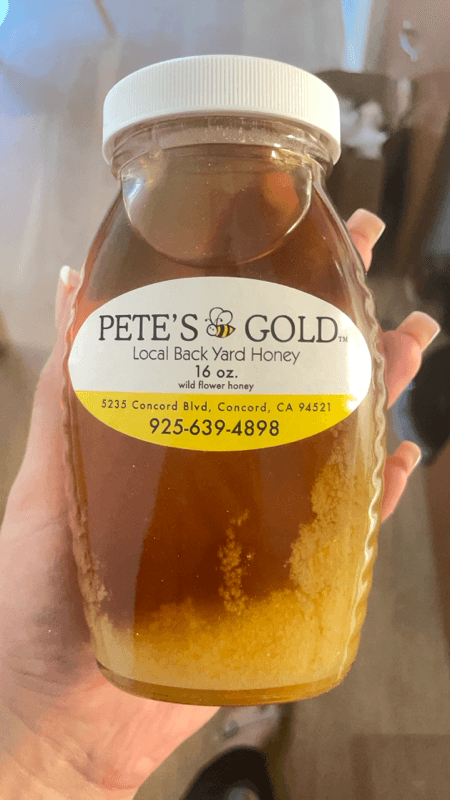 PETE'S GOLD™
Local Back Yard Honey
16 oz.
wild flower honey
5235 Concord Blvd, Concord, CA 94521
925-639-4898